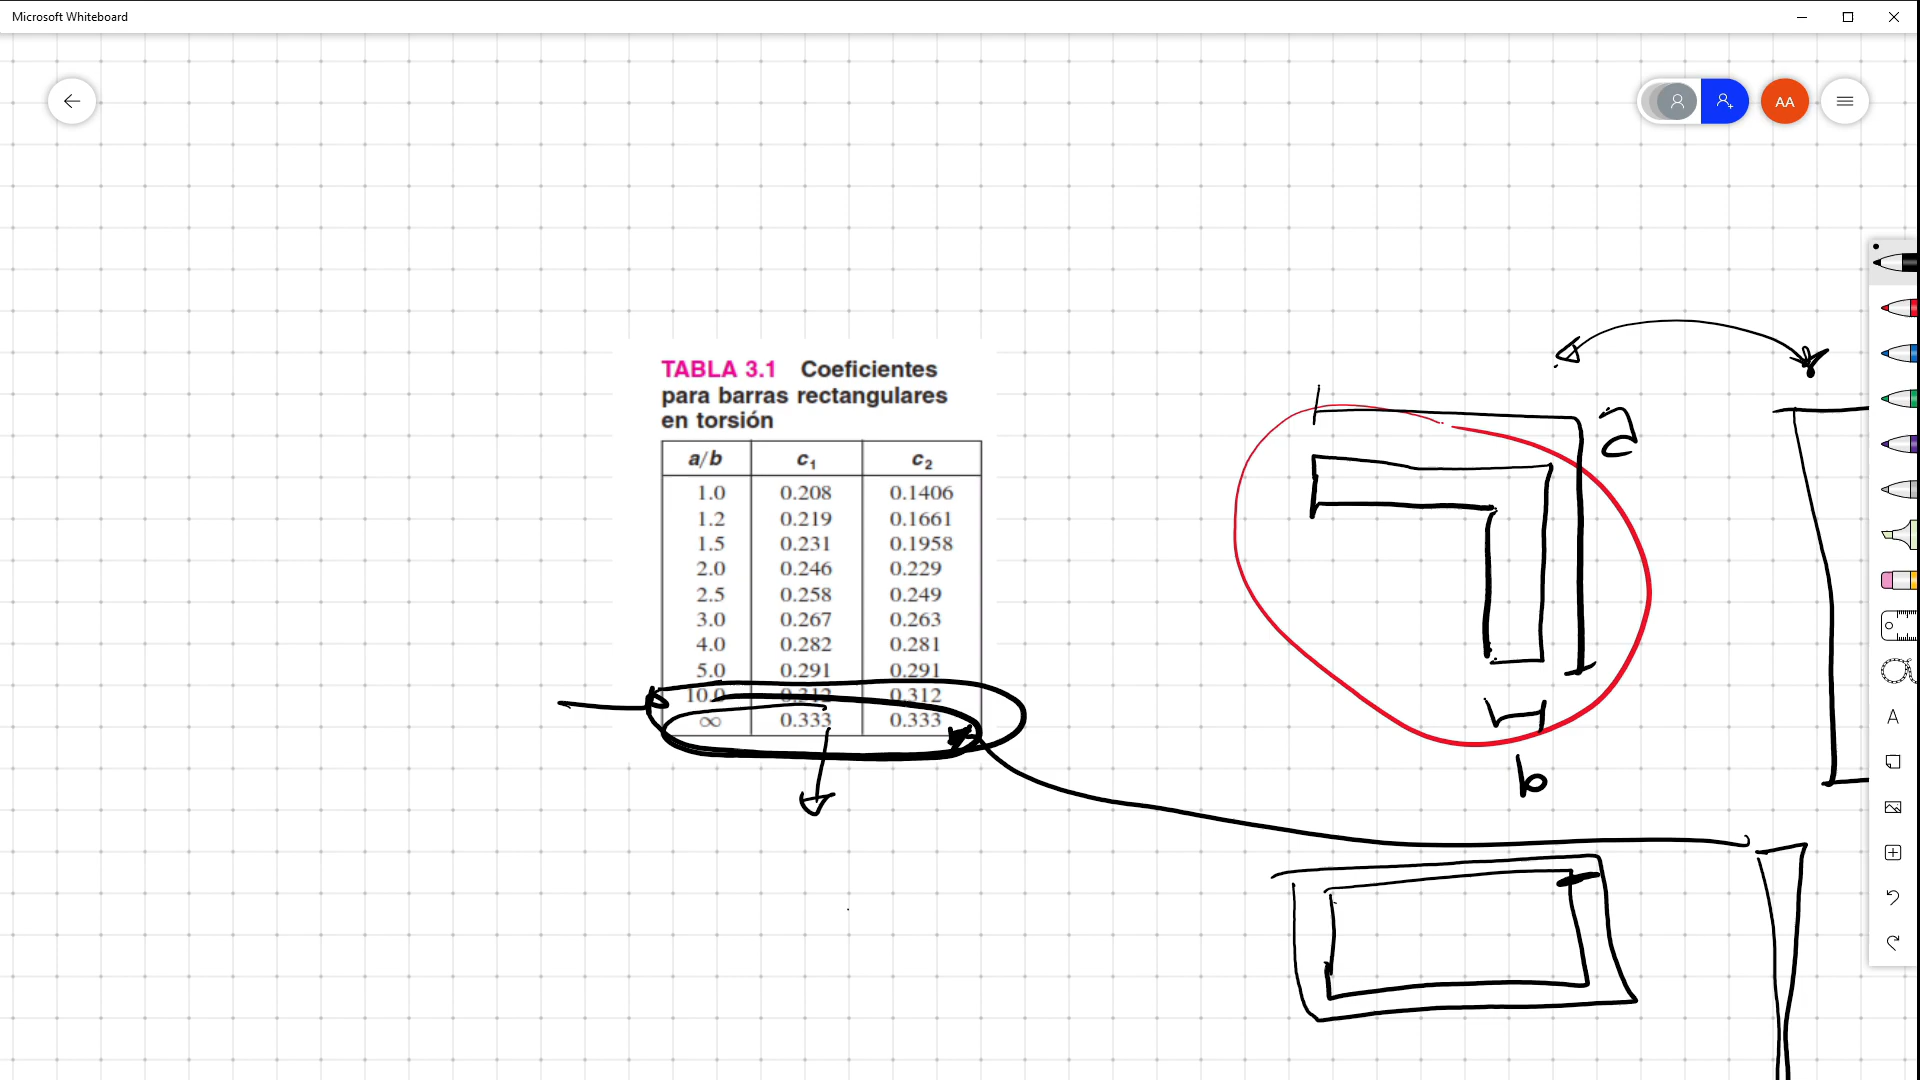 Microsoft Whiteboard
AA
TABLA 3.1 Coeficientes
para barras rectangulares
en torsión
a/b c₁ c₂
1.0 0.208 0.1406
1.2 0.219 0.1661
1.5 0.231 0.1958
2.0 0.246 0.229
2.5 0.258 0.249
3.0 0.267 0.263
4.0 0.282 0.281
5.0 0.291 0.291
10.0 0.312 0.312
∞ 0.333 0.333
a
b
A